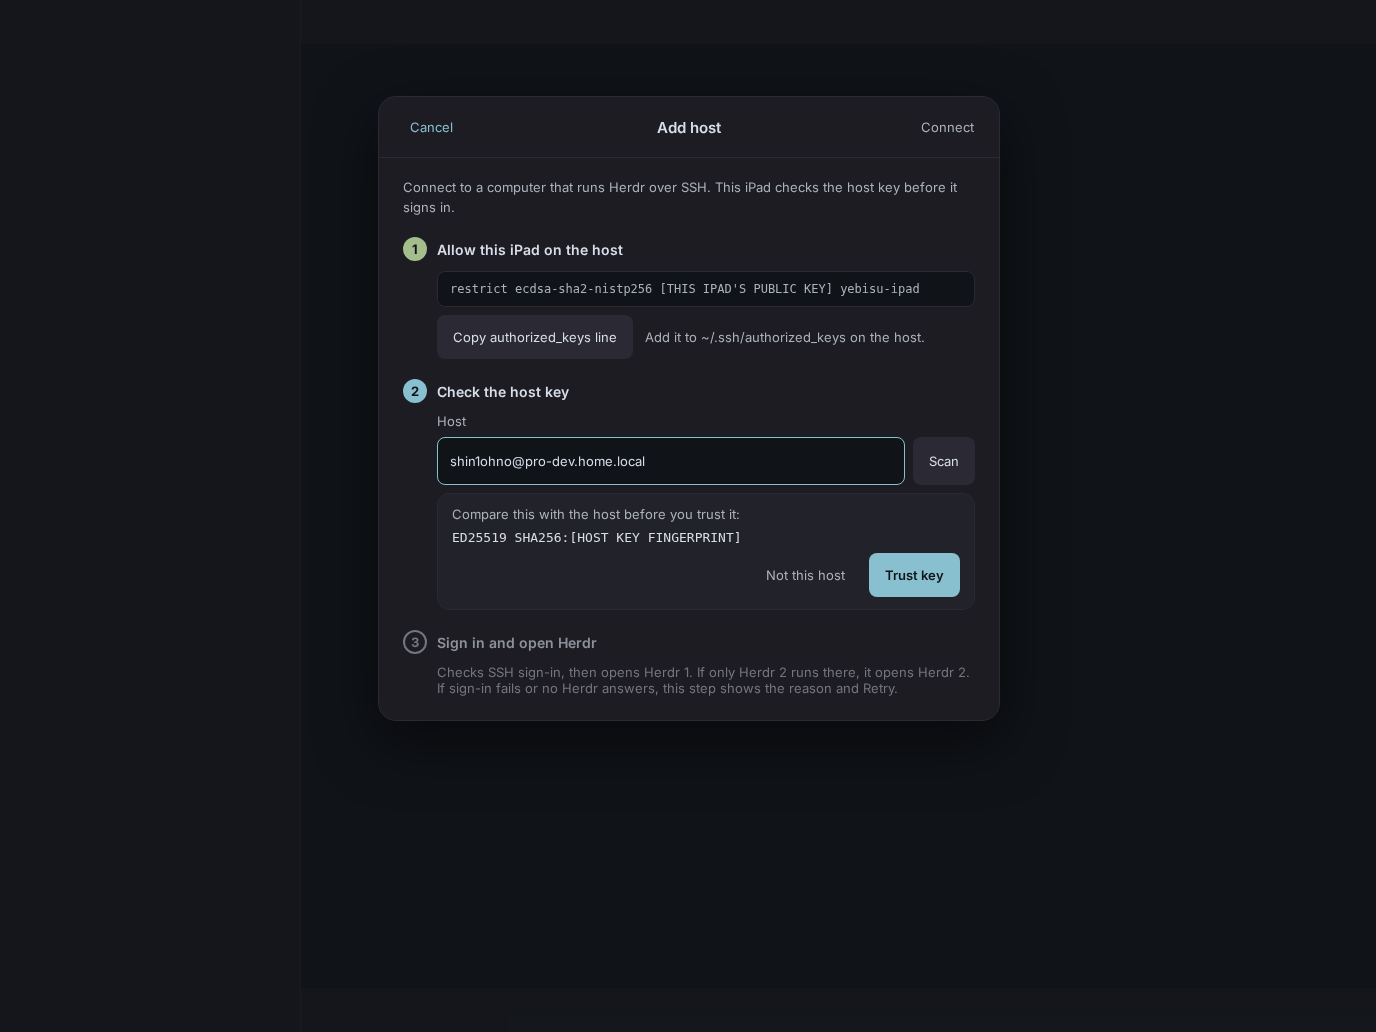 Cancel
Add host
Connect
Connect to a computer that runs Herdr over SSH. This iPad checks the host key before it
signs in.
1
Allow this iPad on the host
restrict ecdsa-sha2-nistp256 [THIS IPAD'S PUBLIC KEY] yebisu-ipad
Copy authorized_keys line
Add it to ~/.ssh/authorized_keys on the host.
2
Check the host key
Host
shin1ohno@pro-dev.home.local
Scan
Compare this with the host before you trust it:
ED25519 SHA256:[HOST KEY FINGERPRINT]
Not this host
Trust key
3
Sign in and open Herdr
Checks SSH sign-in, then opens Herdr 1. If only Herdr 2 runs there, it opens Herdr 2.
If sign-in fails or no Herdr answers, this step shows the reason and Retry.